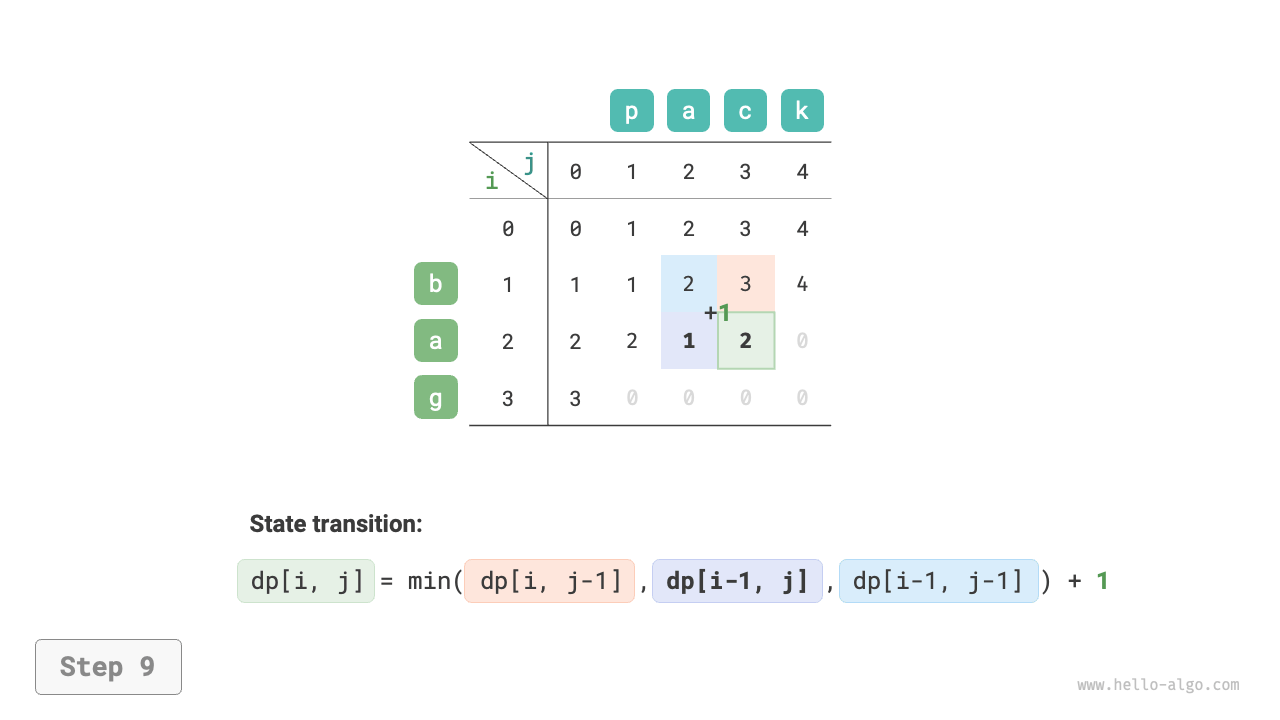 p a c k
j
i
0 1 2 3 4
0 0 1 2 3 4
b 1 1 1 2 3 4
+1
a 2 2 2 1 2 0
g 3 3 0 0 0 0
State transition:
dp[i, j] = min( dp[i, j-1] , dp[i-1, j] , dp[i-1, j-1] ) + 1
Step 9
www.hello-algo.com